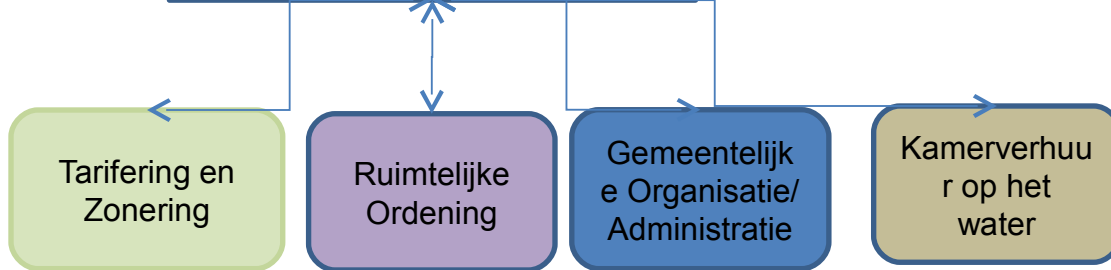 Tarifering en
Zonering
Ruimtelijke
Ordening
Gemeentelijk
e Organisatie/
Administratie
Kamerverhuu
r op het
water